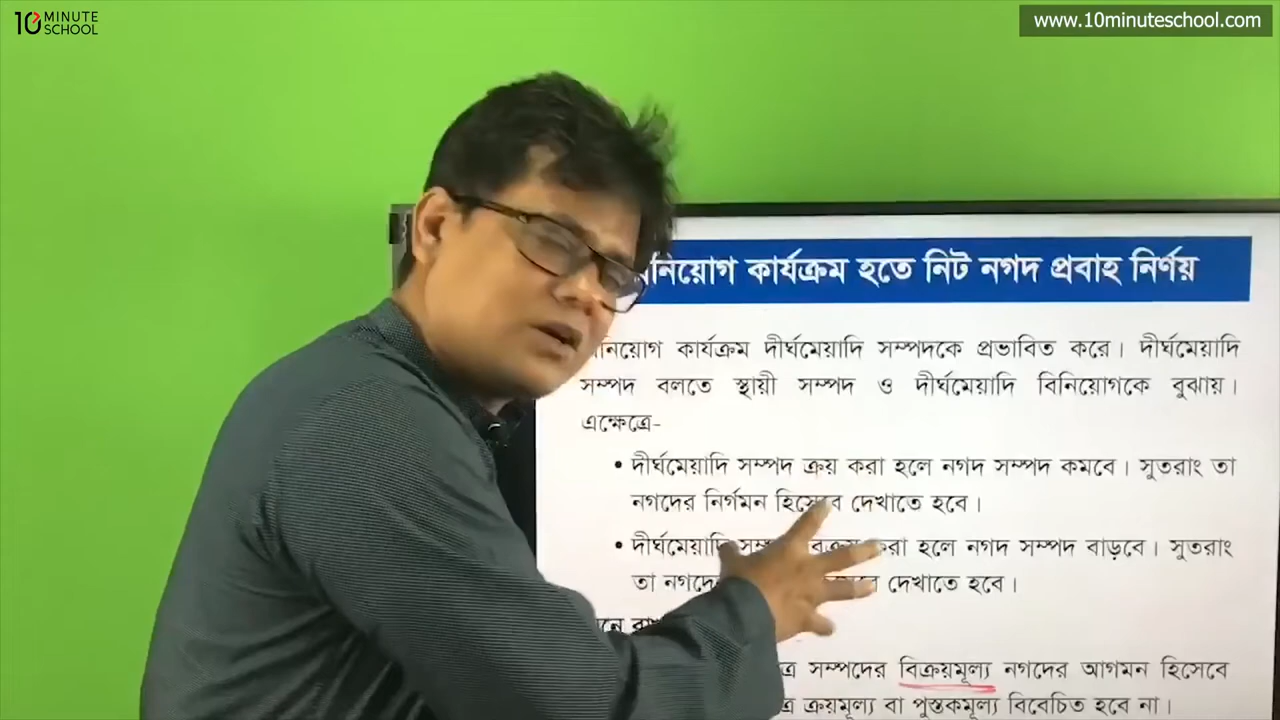 10 MINUTE SCHOOL
www.10minuteschool.com
কার্যক্রম হতে নিট নগদ প্রবাহ নির্ণয়
কার্যক্রম দীর্ঘমেয়াদি সম্পদকে প্রভাবিত করে। দীর্ঘমেয়াদি
সম্পদ বলতে স্থায়ী সম্পদ ও দীর্ঘমেয়াদি বিনিয়োগকে বুঝায়।
এক্ষেত্রে-
• দীর্ঘমেয়াদি সম্পদ ক্রয় করা হলে নগদ সম্পদ কমবে। সুতরাং তা
নগদের নির্গমন হিসেবে দেখাতে হবে।
• দীর্ঘমেয়াদি করা হলে নগদ সম্পদ বাড়বে। সুতরাং
তা দেখাতে হবে।
সম্পদের বিক্রয়মূল্য নগদের আগমন হিসেবে
ক্রয়মূল্য বা পুস্তকমূল্য বিবেচিত হবে না।